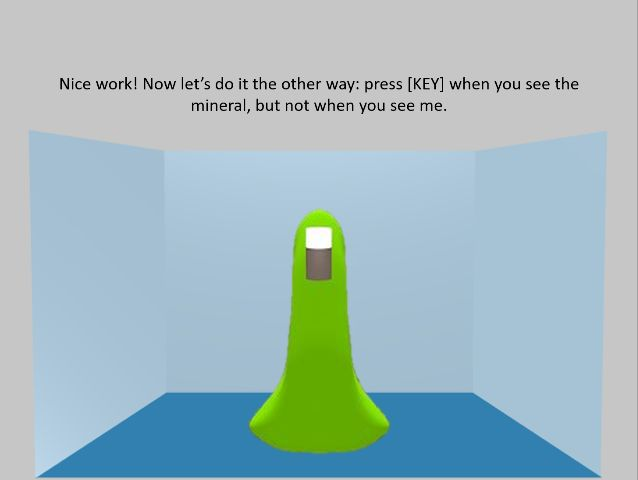 Nice work! Now let’s do it the other way: press [KEY] when you see the
mineral, but not when you see me.